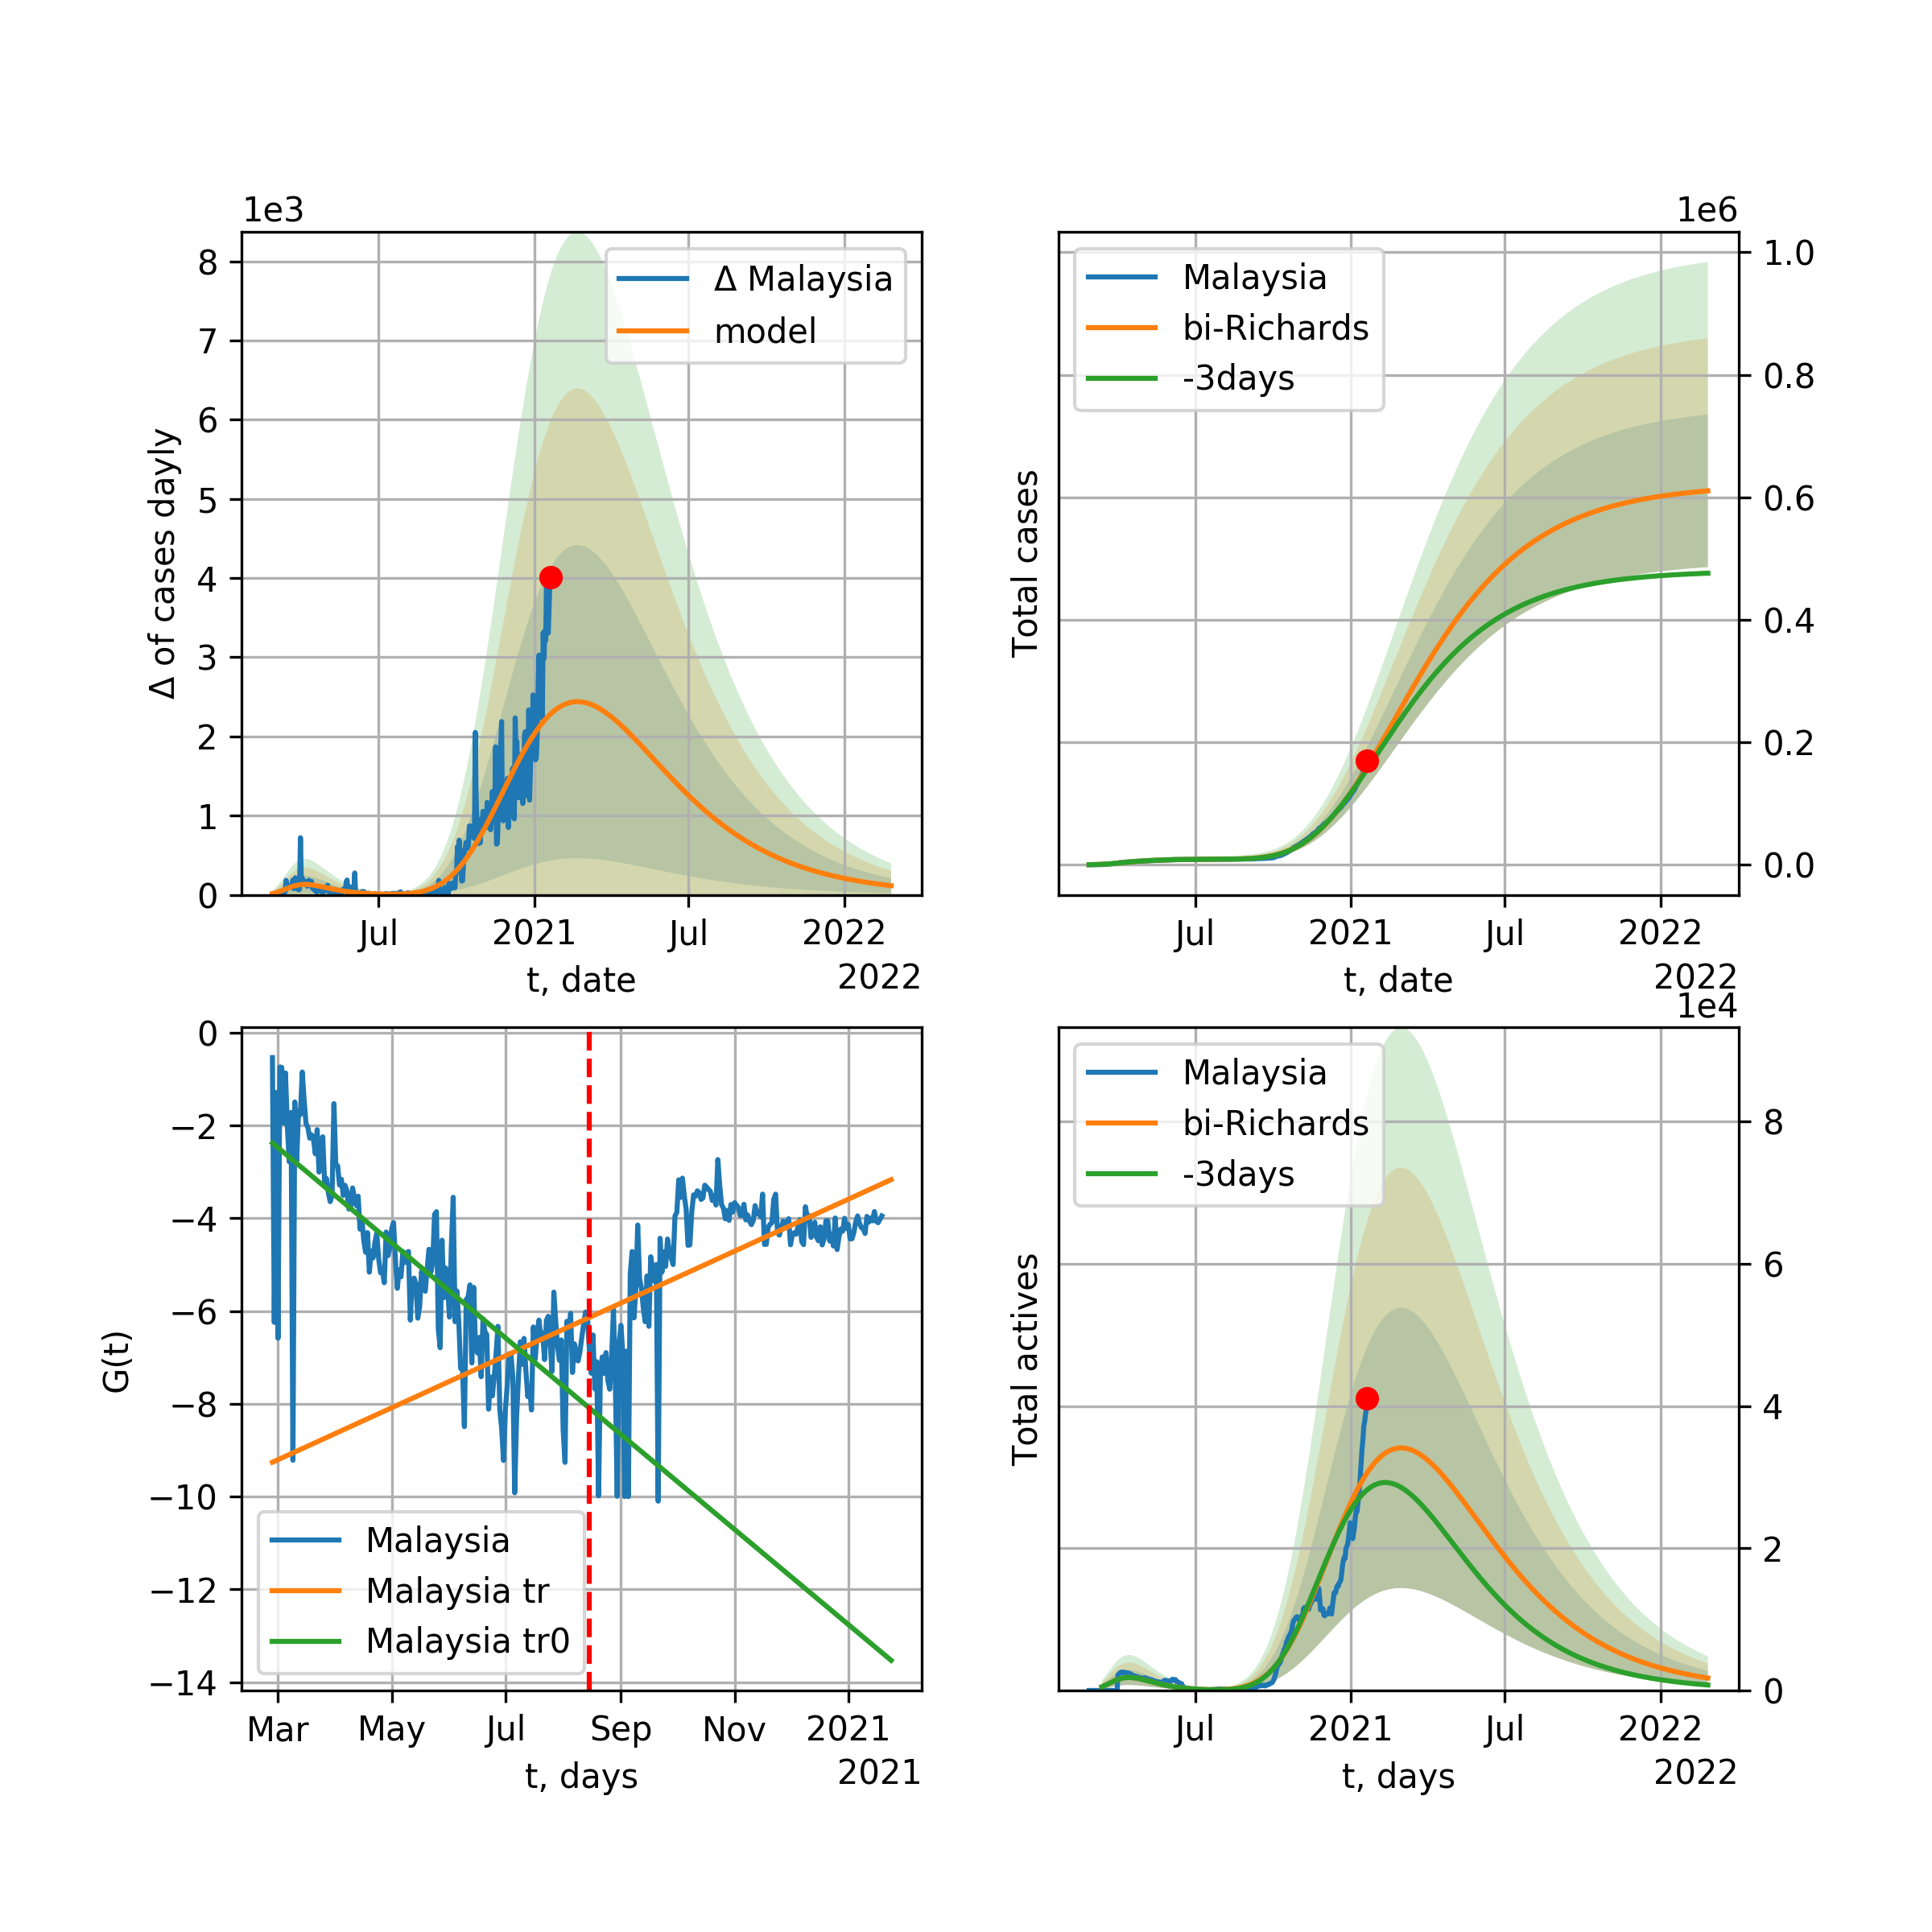 1e3
8
7
6
5
4
3
2
1
0
Δ of cases dayly
Δ Malaysia
model
Jul
2021
Jul
2022
t, date
2022
1e6
1.0
0.8
0.6
0.4
0.2
0.0
Total cases
Malaysia
bi-Richards
-3days
Jul
2021
Jul
2022
t, date
2022
0
−2
−4
−6
−8
−10
−12
−14
G(t)
Malaysia
Malaysia tr
Malaysia tr0
Mar
May
Jul
Sep
Nov
2021
t, days
2021
1e4
8
6
4
2
0
Total actives
Malaysia
bi-Richards
-3days
Jul
2021
Jul
2022
t, days
2022